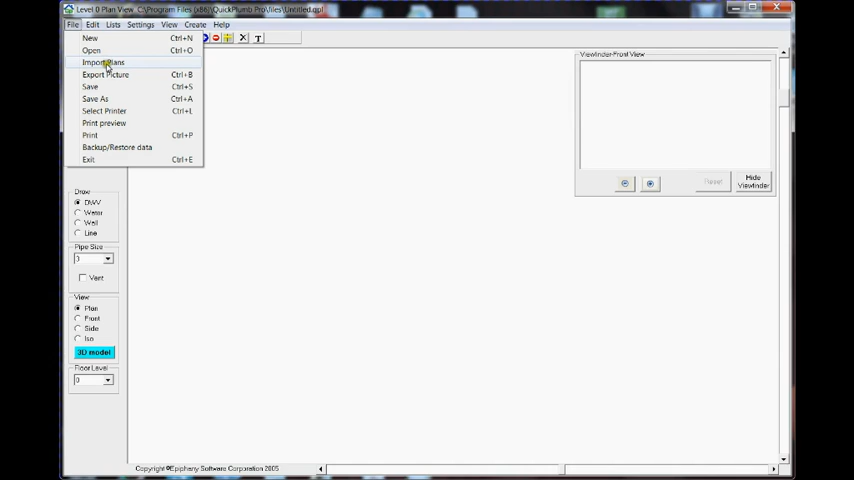 Level 0 Plan View C:\Program Files (x86)\QuickPlumb Pro\files\Untitled.qpl
File Edit Lists Settings View Create Help
New Ctrl+N
Open Ctrl+O
Import Plans
Export Picture Ctrl+B
Save Ctrl+S
Save As Ctrl+A
Select Printer Ctrl+L
Print preview
Print Ctrl+P
Backup/Restore data
Exit Ctrl+E
X T
Viewfinder-Front View
Reset
Hide
Viewfinder
Draw
DWV
Water
Wall
Line
Pipe Size
3
Vent
View
Plan
Front
Side
Iso
3D model
Floor Level
0
Copyright ©Epiphany Software Corporation 2005